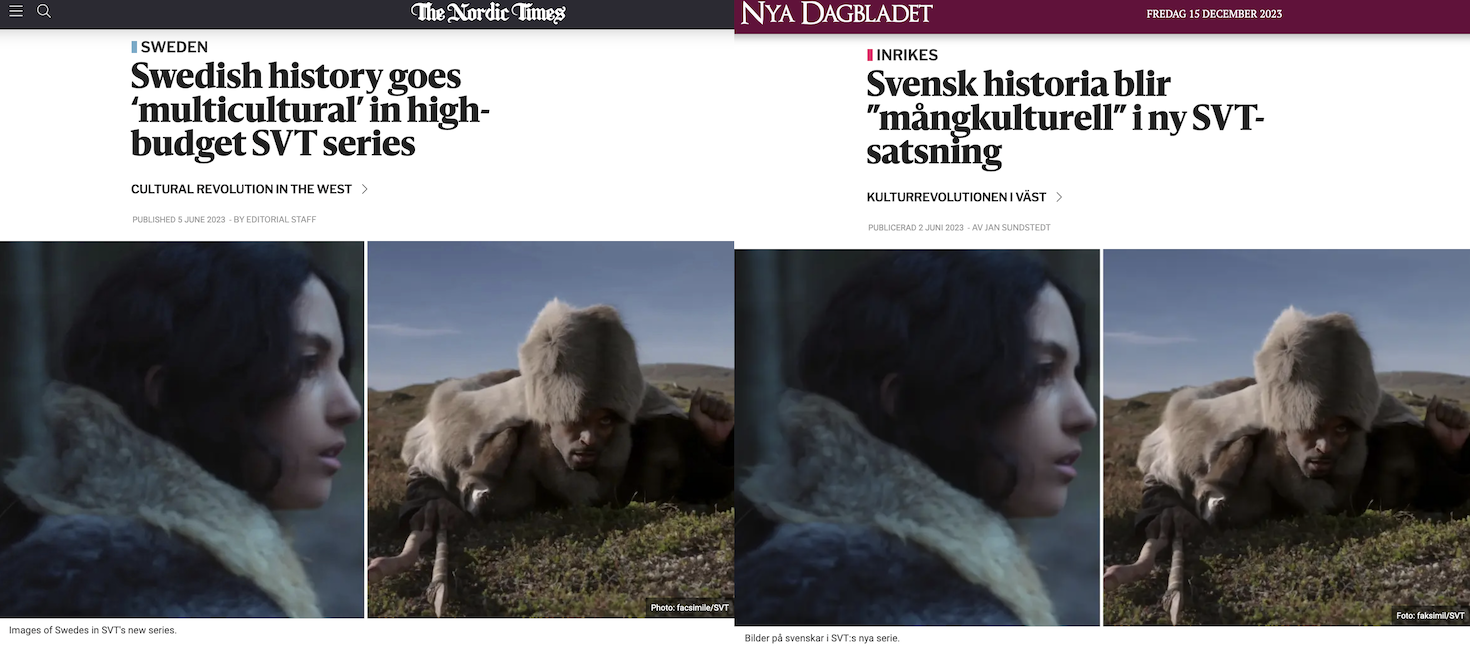 The Nordic Times
SWEDEN
Swedish history goes
‘multicultural’ in high-
budget SVT series
CULTURAL REVOLUTION IN THE WEST
PUBLISHED 5 JUNE 2023 - BY EDITORIAL STAFF
Photo: facsimile/SVT
Images of Swedes in SVT's new series.
NYA DAGBLADET
FREDAG 15 DECEMBER 2023
INRIKES
Svensk historia blir
”mångkulturell” i ny SVT-
satsning
KULTURREVOLUTIONEN I VÄST
PUBLICERAD 2 JUNI 2023 - AV JAN SUNDSTEDT
Foto: faksimil/SVT
Bilder på svenskar i SVT:s nya serie.